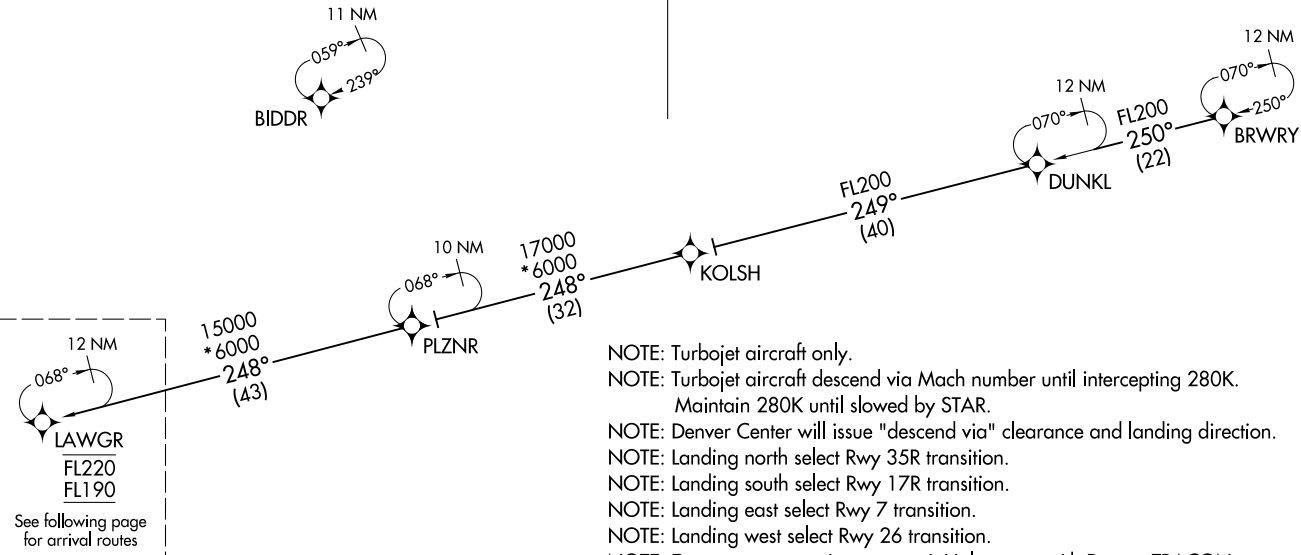 11 NM
059°
239°
BIDDR
12 NM
070°
250°
BRWRY
FL200
250°
(22)
12 NM
070°
DUNKL
FL200
249°
(40)
KOLSH
17000
*6000
248°
(32)
10 NM
068°
PLZNR
15000
*6000
248°
(43)
12 NM
068°
LAWGR
FL220
FL190
See following page
for arrival routes
NOTE: Turbojet aircraft only.
NOTE: Turbojet aircraft descend via Mach number until intercepting 280K.
Maintain 280K until slowed by STAR.
NOTE: Denver Center will issue "descend via" clearance and landing direction.
NOTE: Landing north select Rwy 35R transition.
NOTE: Landing south select Rwy 17R transition.
NOTE: Landing east select Rwy 7 transition.
NOTE: Landing west select Rwy 26 transition.